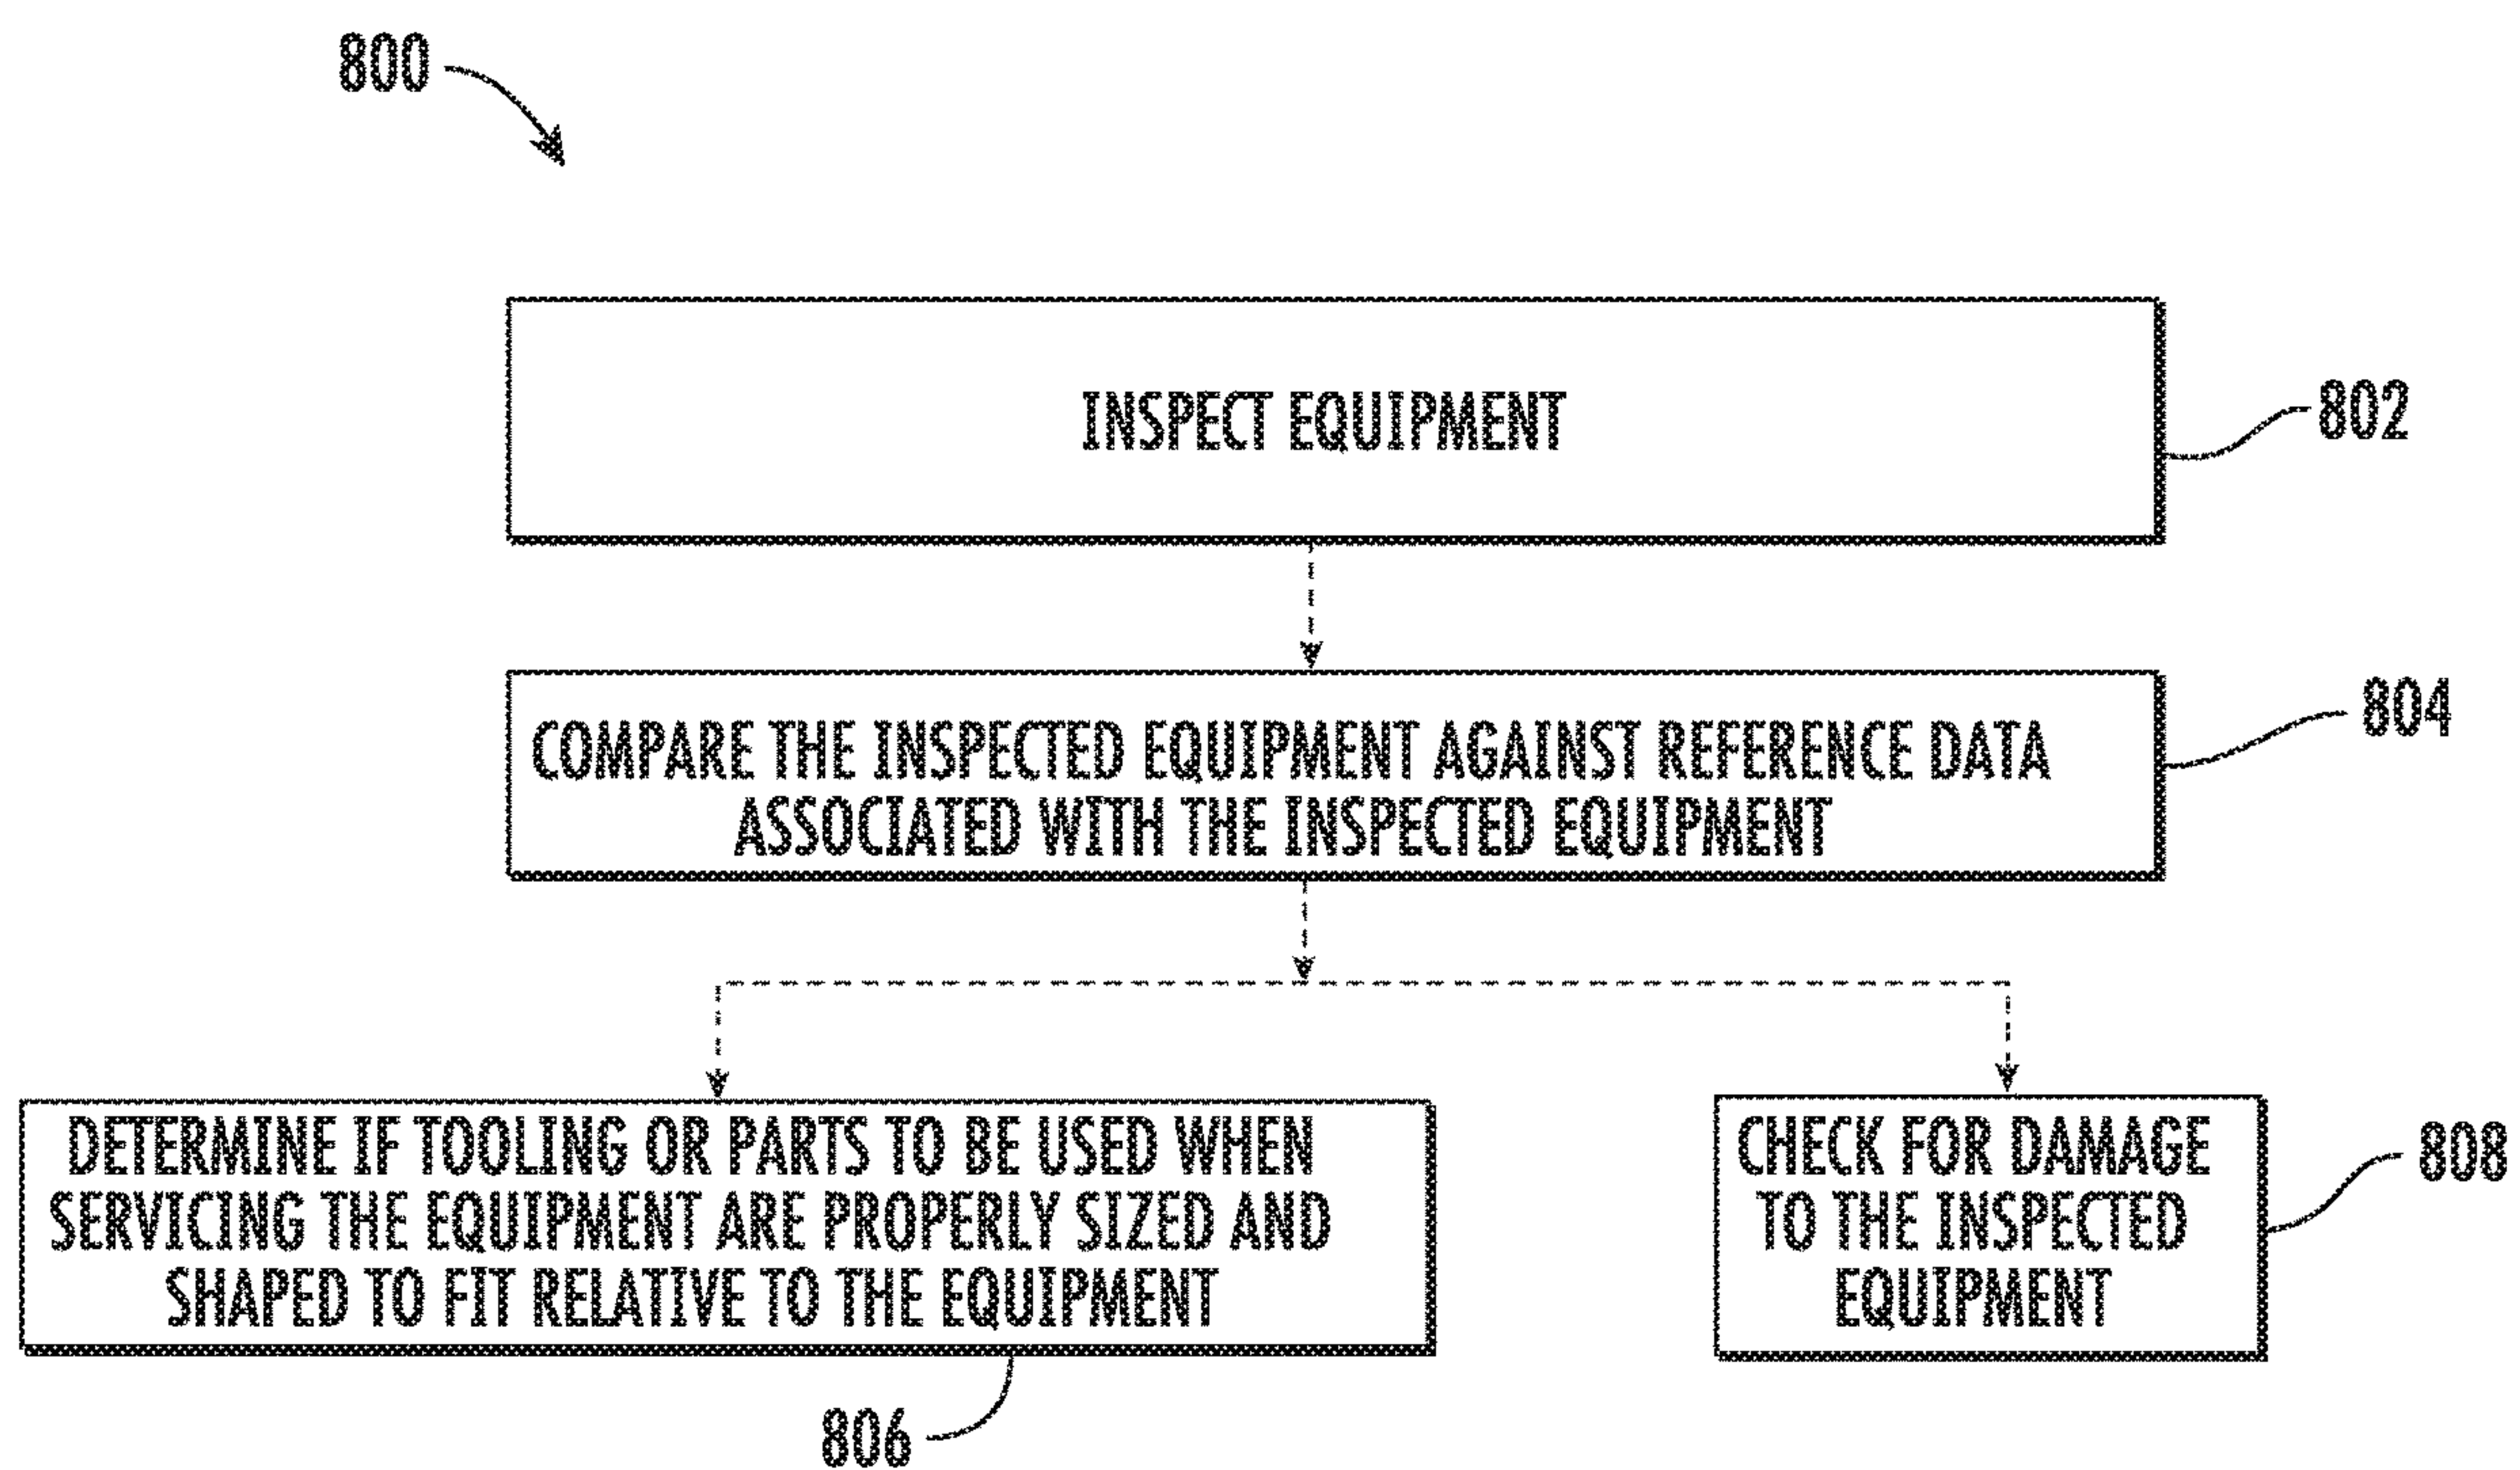 800
INSPECT EQUIPMENT
802
COMPARE THE INSPECTED EQUIPMENT AGAINST REFERENCE DATA
ASSOCIATED WITH THE INSPECTED EQUIPMENT
804
DETERMINE IF TOOLING OR PARTS TO BE USED WHEN
SERVICING THE EQUIPMENT ARE PROPERLY SIZED AND
SHAPED TO FIT RELATIVE TO THE EQUIPMENT
806
CHECK FOR DAMAGE
TO THE INSPECTED
EQUIPMENT
808